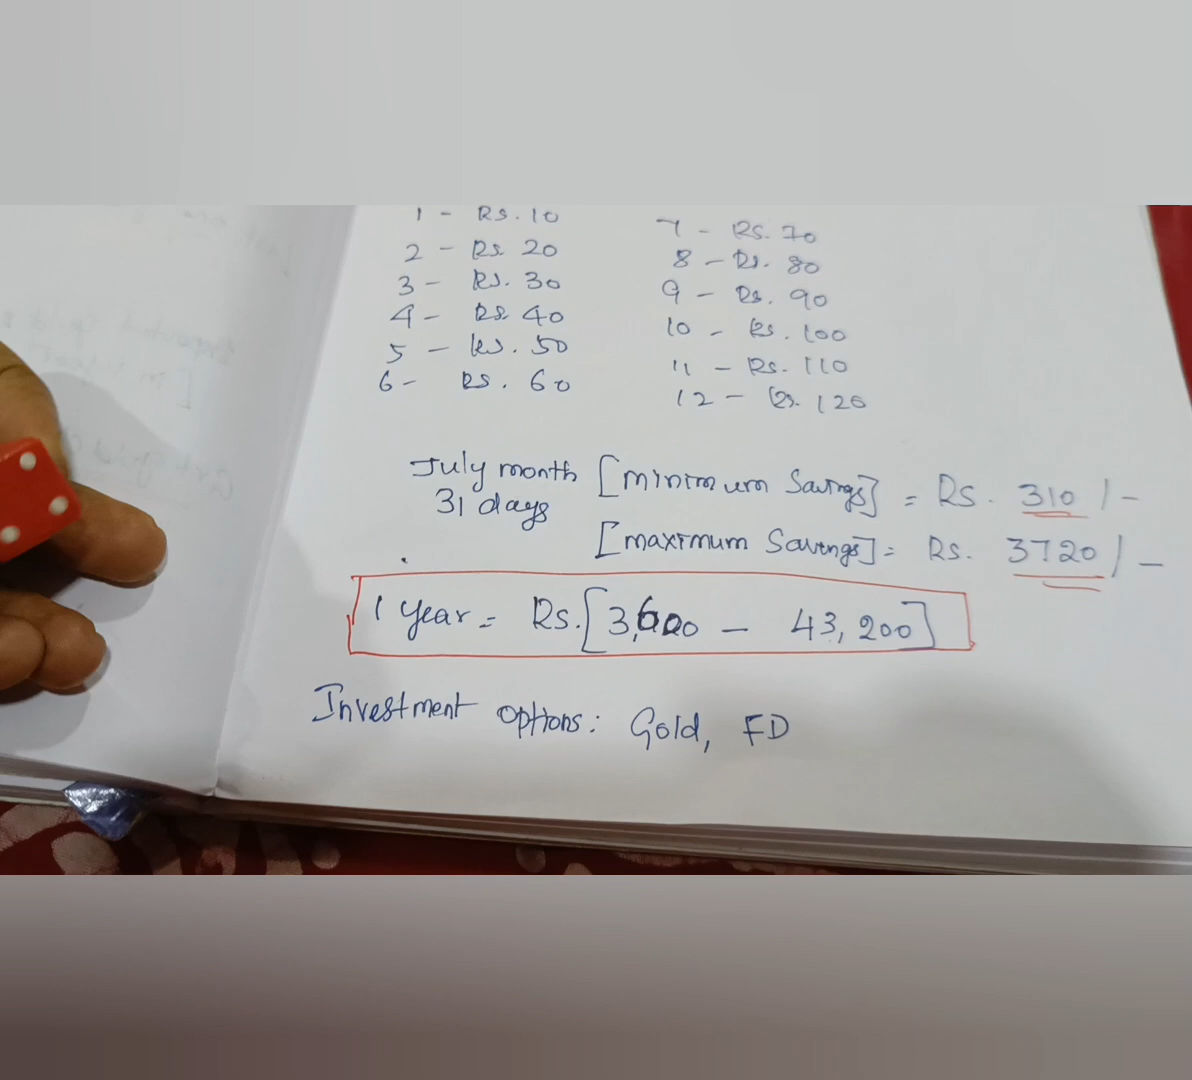 1 - Rs. 10
2 - Rs 20
3 - Rs. 30
4 - Rs. 40
5 - Rs. 50
6 - Rs. 60
7 - Rs. 70
8 - Rs. 80
9 - Rs. 90
10 - Rs. 100
11 - Rs. 110
12 - Rs. 120
July month [minimum Savings] = Rs. 310/-
31 days
[maximum Savings] = Rs. 3720/-
1 year = Rs. [3,600 - 43,200]
Investment options: Gold, FD